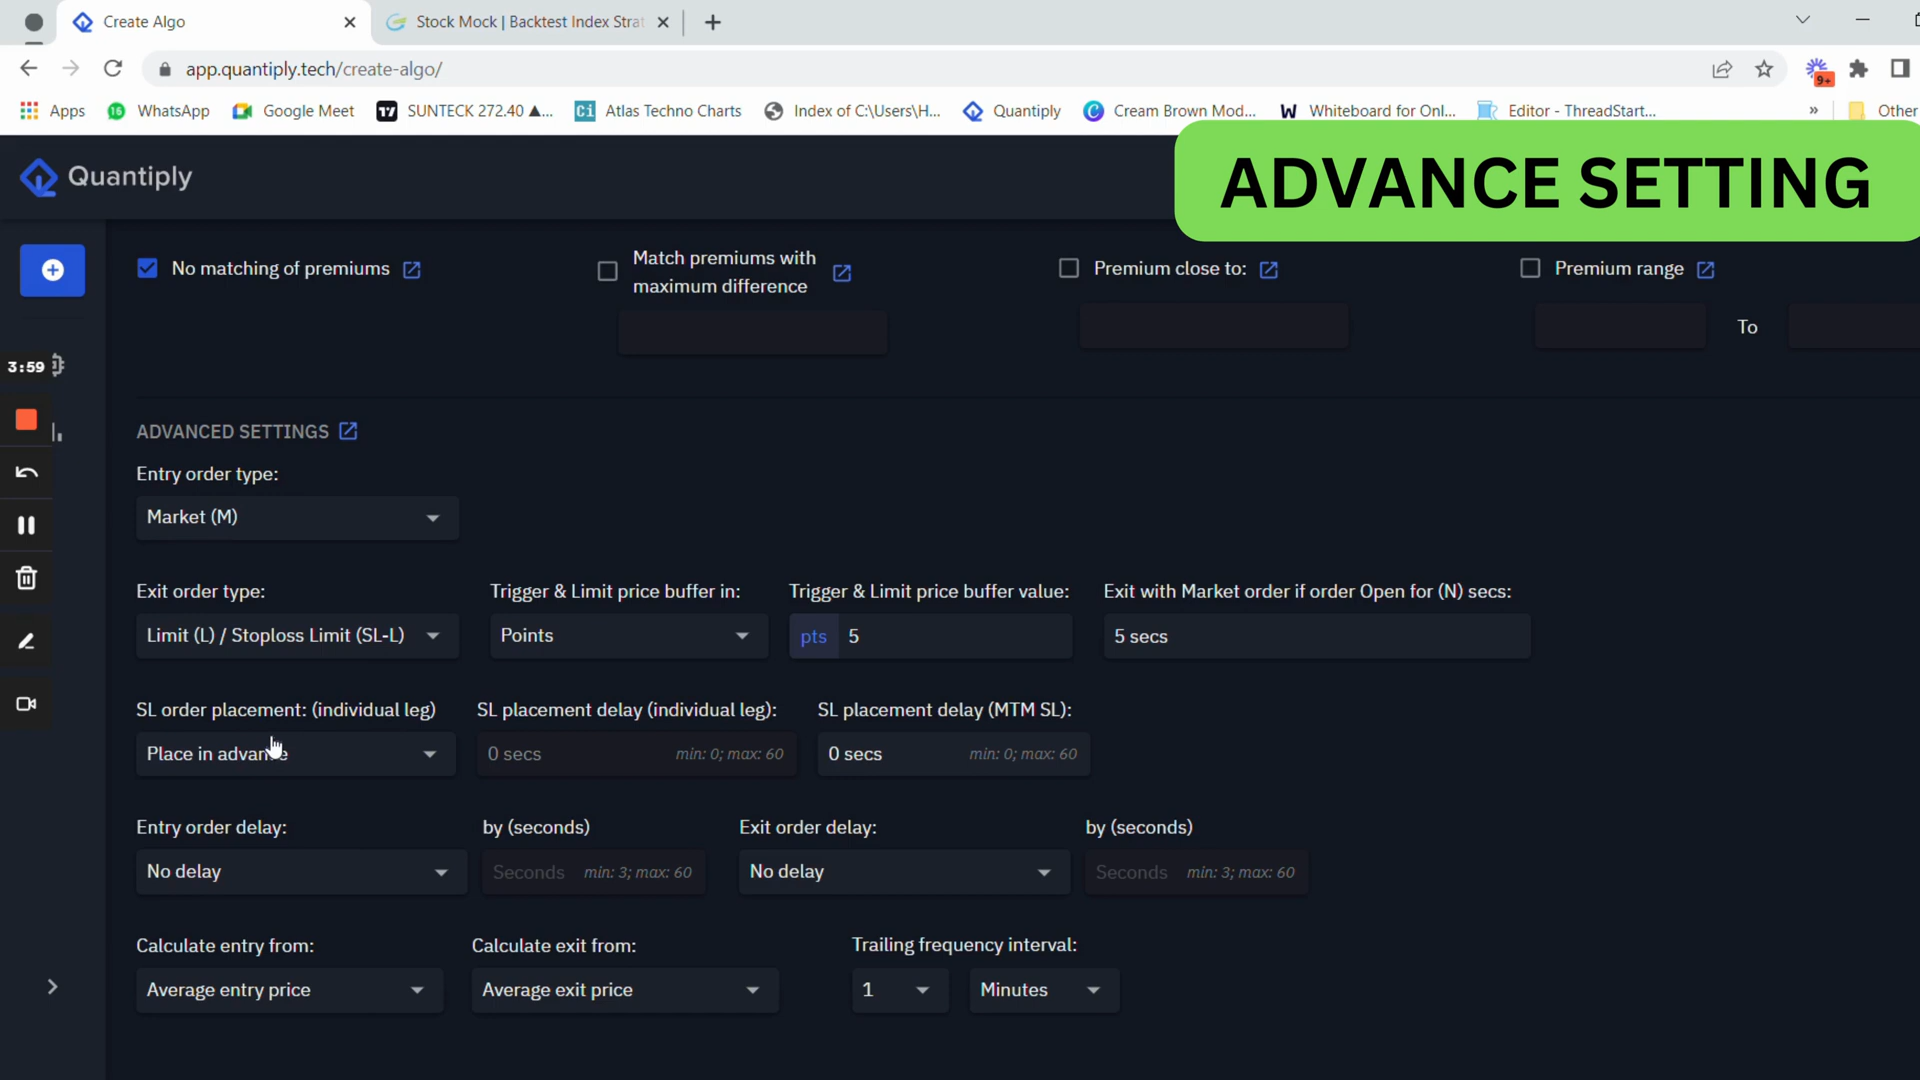 Create Algo
Stock Mock | Backtest Index Strat
app.quantiply.tech/create-algo/
9+
Apps
16
WhatsApp
Google Meet
SUNTECK 272.40 ▲...
Ci
Atlas Techno Charts
Index of C:\Users\H...
Quantiply
C
Cream Brown Mod...
W
Whiteboard for Onl...
Editor - ThreadStart...
»
Other
Quantiply
ADVANCE SETTING
No matching of premiums
Match premiums with
maximum difference
Premium close to:
Premium range
To
3:59
ADVANCED SETTINGS
Entry order type:
Market (M)
Exit order type:
Trigger & Limit price buffer in:
Trigger & Limit price buffer value:
Exit with Market order if order Open for (N) secs:
Limit (L) / Stoploss Limit (SL-L)
Points
pts 5
5 secs
SL order placement: (individual leg)
SL placement delay (individual leg):
SL placement delay (MTM SL):
Place in advance
0 secs min: 0; max: 60
0 secs min: 0; max: 60
Entry order delay:
by (seconds)
Exit order delay:
by (seconds)
No delay
Seconds min: 3; max: 60
No delay
Seconds min: 3; max: 60
Calculate entry from:
Calculate exit from:
Trailing frequency interval:
Average entry price
Average exit price
1
Minutes